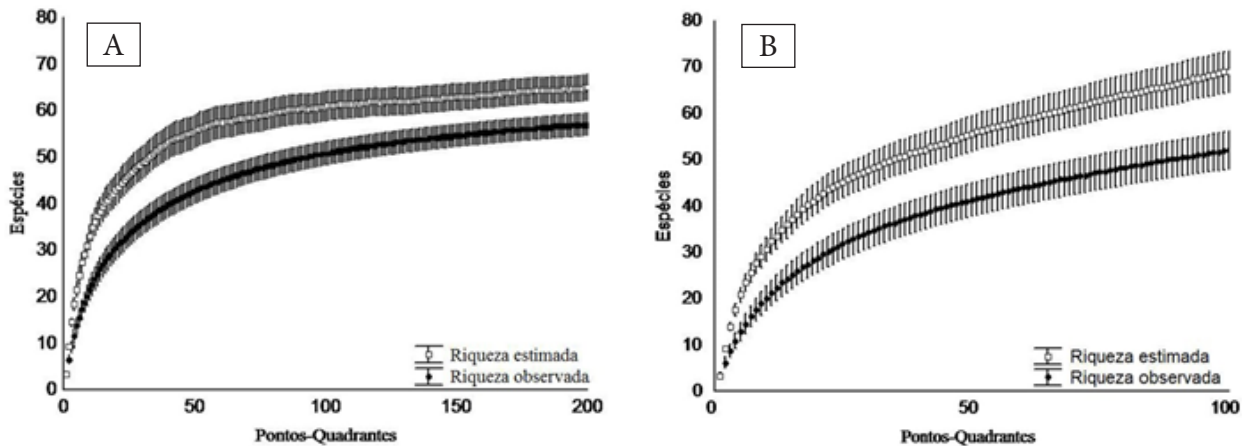 A
80
70
60
50
40
30
20
10
0
Espécies
Riqueza estimada
Riqueza observada
0 50 100 150 200
Pontos-Quadrantes
B
80
70
60
50
40
30
20
10
0
Espécies
Riqueza estimada
Riqueza observada
0 50 100
Pontos-Quadrantes